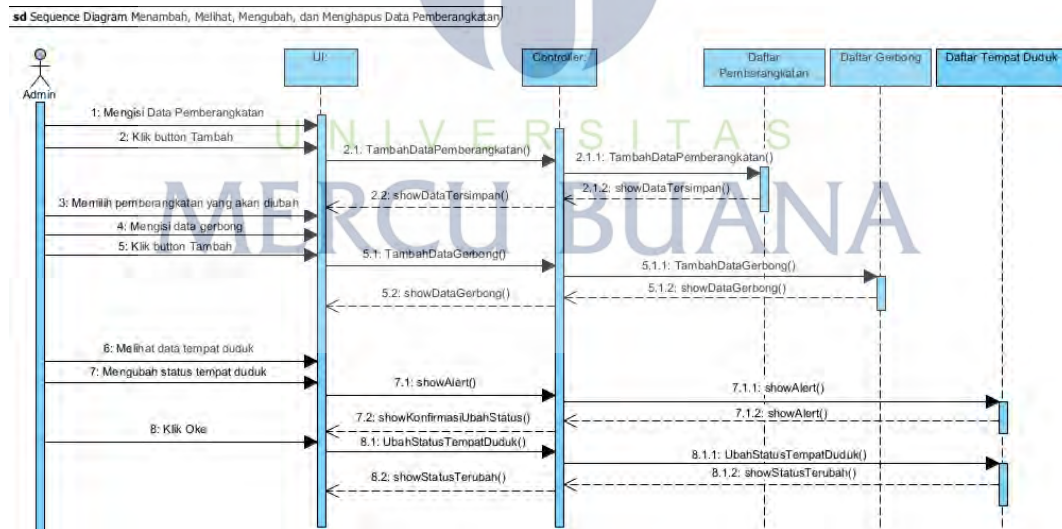 sd Sequence Diagram Menambah, Melihat, Mengubah, dan Menghapus Data Pemberangkatan
UI:
Controller:
Daftar
Pemberangkatan
Daftar Gerbong
Daftar Tempat Duduk
Admin
1: Mengisi Data Pemberangkatan
2: Klik button Tambah
UNIVERSITAS
2.1: TambahDataPemberangkatan()
2.1.1: TambahDataPemberangkatan()
2.1.2: showDataTersimpan()
2.2: showDataTersimpan()
3: Memilih pemberangkatan yang akan diubah
MERCU BUANA
4: Mengisi data gerbong
5: Klik button Tambah
5.1: TambahDataGerbong()
5.1.1: TambahDataGerbong()
5.1.2: showDataGerbong()
5.2: showDataGerbong()
6: Melihat data tempat duduk
7: Mengubah status tempat duduk
7.1: showAlert()
7.1.1: showAlert()
7.1.2: showAlert()
7.2: showKonfirmasiUbahStatus()
8: Klik Oke
8.1: UbahStatusTempatDuduk()
8.1.1: UbahStatusTempatDuduk()
8.1.2: showStatusTerubah()
8.2: showStatusTerubah()